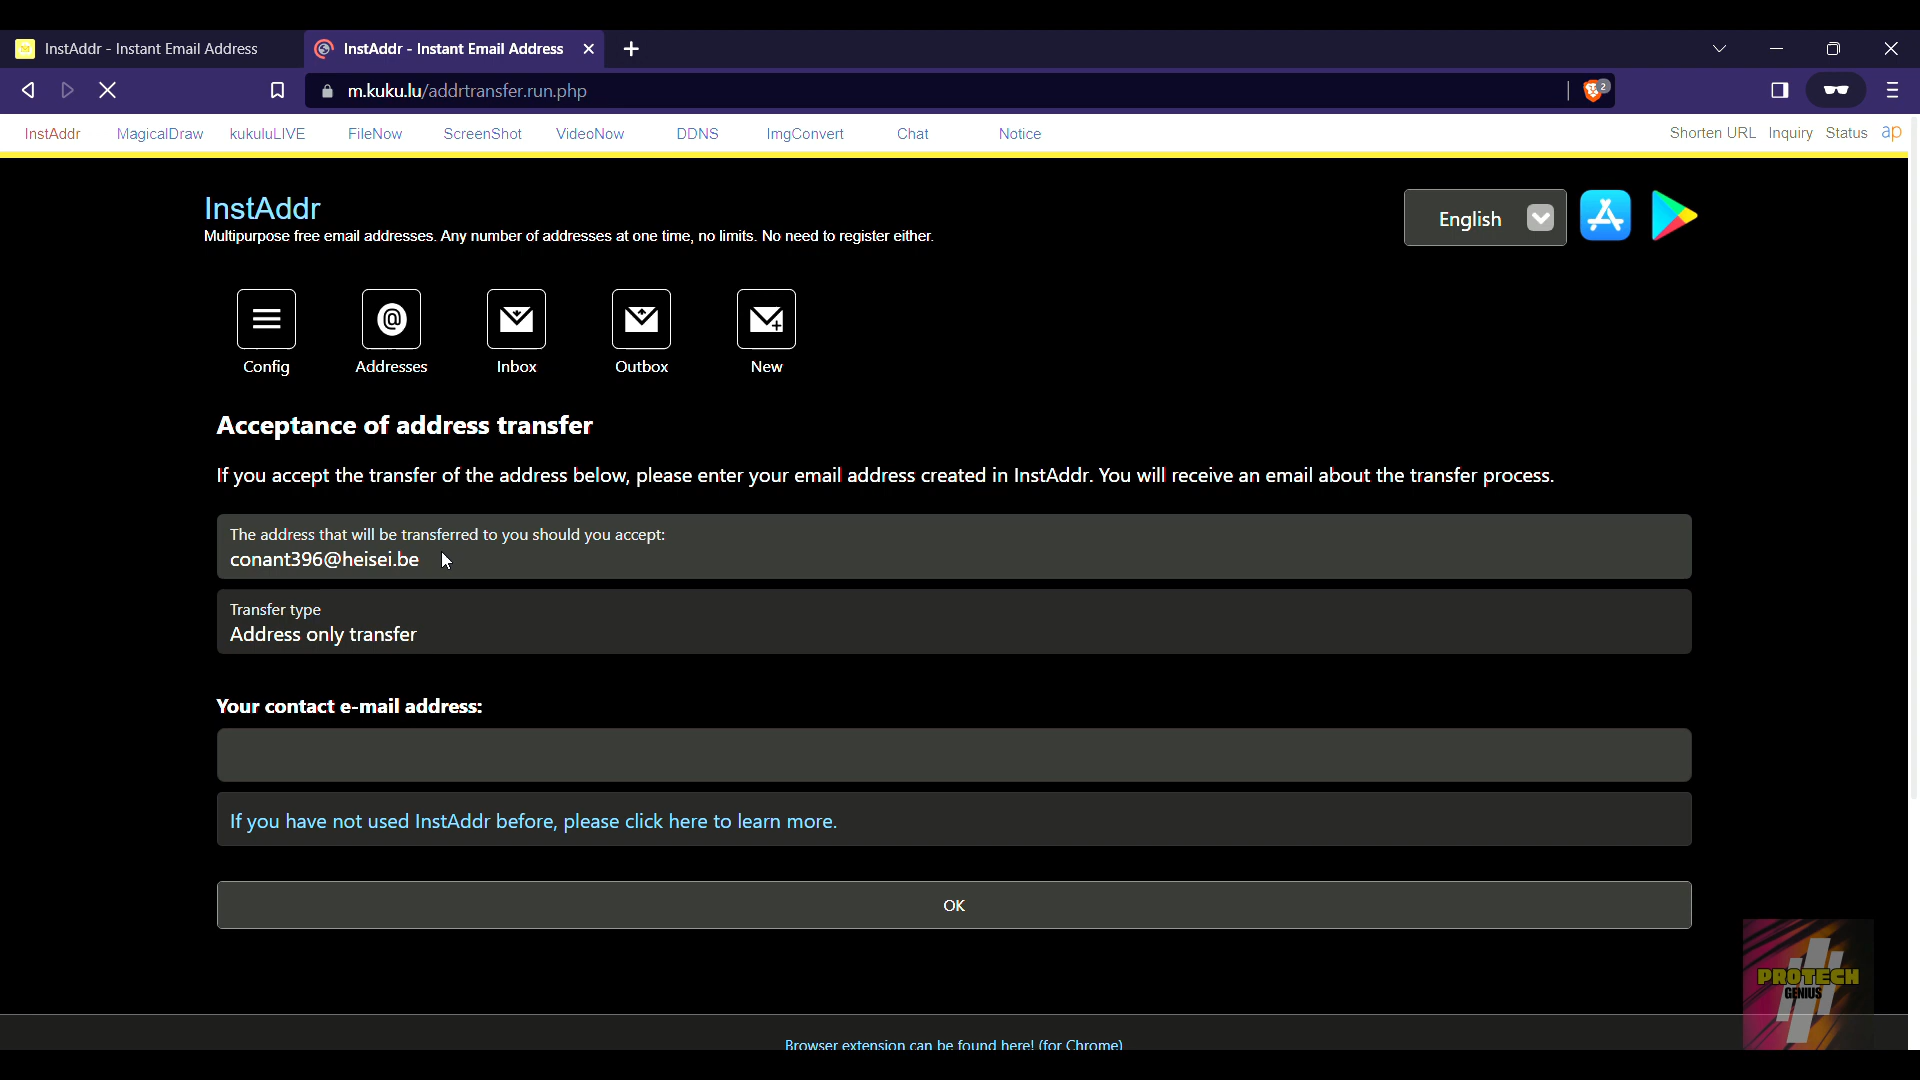 InstAddr - Instant Email Address
InstAddr - Instant Email Address
m.kuku.lu/addrtransfer.run.php
2
InstAddr MagicalDraw kukuluLIVE FileNow ScreenShot VideoNow DDNS ImgConvert Chat Notice Shorten URL Inquiry Status ap
InstAddr
Multipurpose free email addresses. Any number of addresses at one time, no limits. No need to register either.
English
Config Addresses Inbox Outbox New
Acceptance of address transfer
If you accept the transfer of the address below, please enter your email address created in InstAddr. You will receive an email about the transfer process.
The address that will be transferred to you should you accept:
conant396@heisei.be
Transfer type
Address only transfer
Your contact e-mail address:
If you have not used InstAddr before, please click here to learn more.
OK
PROTECH
GENIUS
Browser extension can be found here! (for Chrome)